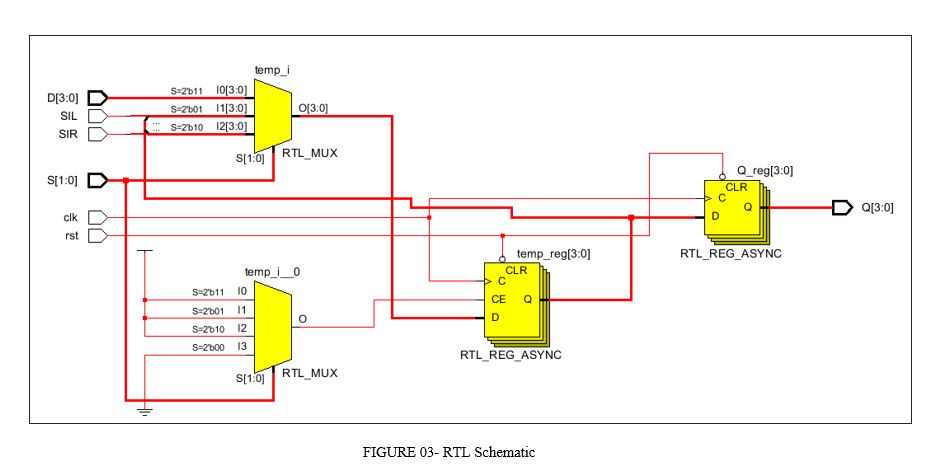 temp_i
D[3:0] S=2'b11 I0[3:0]
SIL S=2'b01 I1[3:0] O[3:0]
SIR S=2'b10 I2[3:0]
S[1:0] RTL_MUX
S[1:0]
clk
rst
Q_reg[3:0]
CLR
C
D Q
Q[3:0]
RTL_REG_ASYNC
temp_reg[3:0]
CLR
C
CE Q
D
RTL_REG_ASYNC
temp_i__0
S=2'b11 I0
S=2'b01 I1
S=2'b10 I2 O
S=2'b00 I3
S[1:0] RTL_MUX
FIGURE 03- RTL Schematic